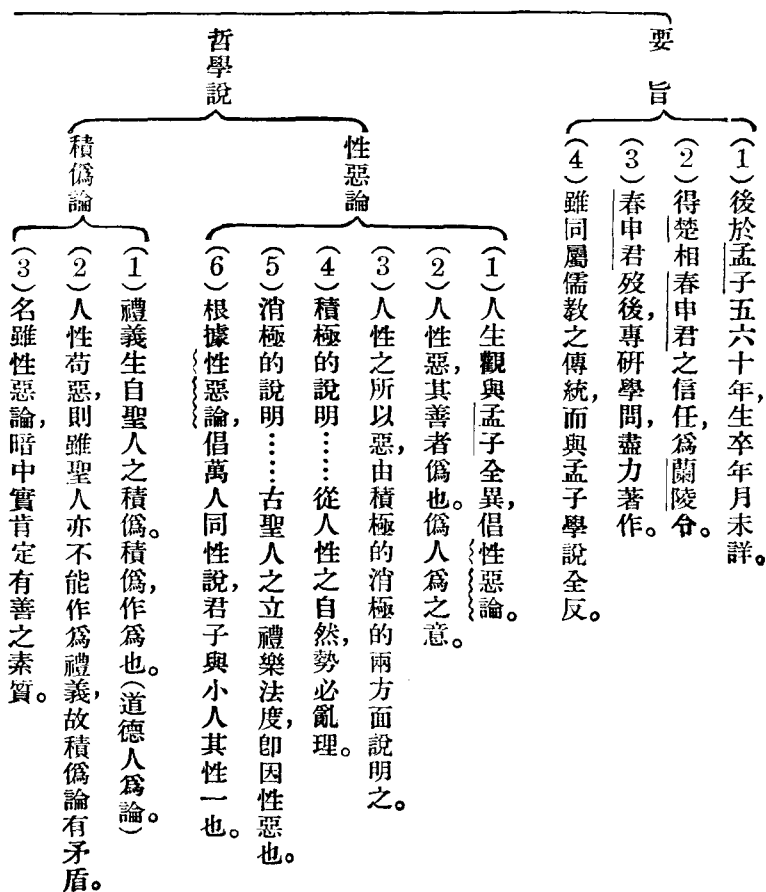 要旨
（1）後於孟子五六十年，生卒年月未詳。
（2）得楚相春申君之信任，爲蘭陵令。
（3）春申君歿後，專研學問，盡力著作。
（4）雖同屬儒教之傳統，而與孟子學說全反。
哲學說
性惡論
（1）人生觀與孟子全異，倡性惡論。
（2）人性惡，其善者僞也。僞人爲之意。
（3）人性之所以惡，由積極的消極的兩方面說明之。
（4）積極的說明……從人性之自然，勢必亂理。
（5）消極的說明……古聖人之立禮樂法度，卽因性惡也。
（6）根據性惡論，倡萬人同性說，君子與小人其性一也。
積僞論
（1）禮義生自聖人之積僞。積僞，作爲也（道德人爲論）。
（2）人性苟惡，則雖聖人亦不能作爲禮義，故積僞論有矛盾。
（3）名雖性惡論，暗中實肯定有善之素質。